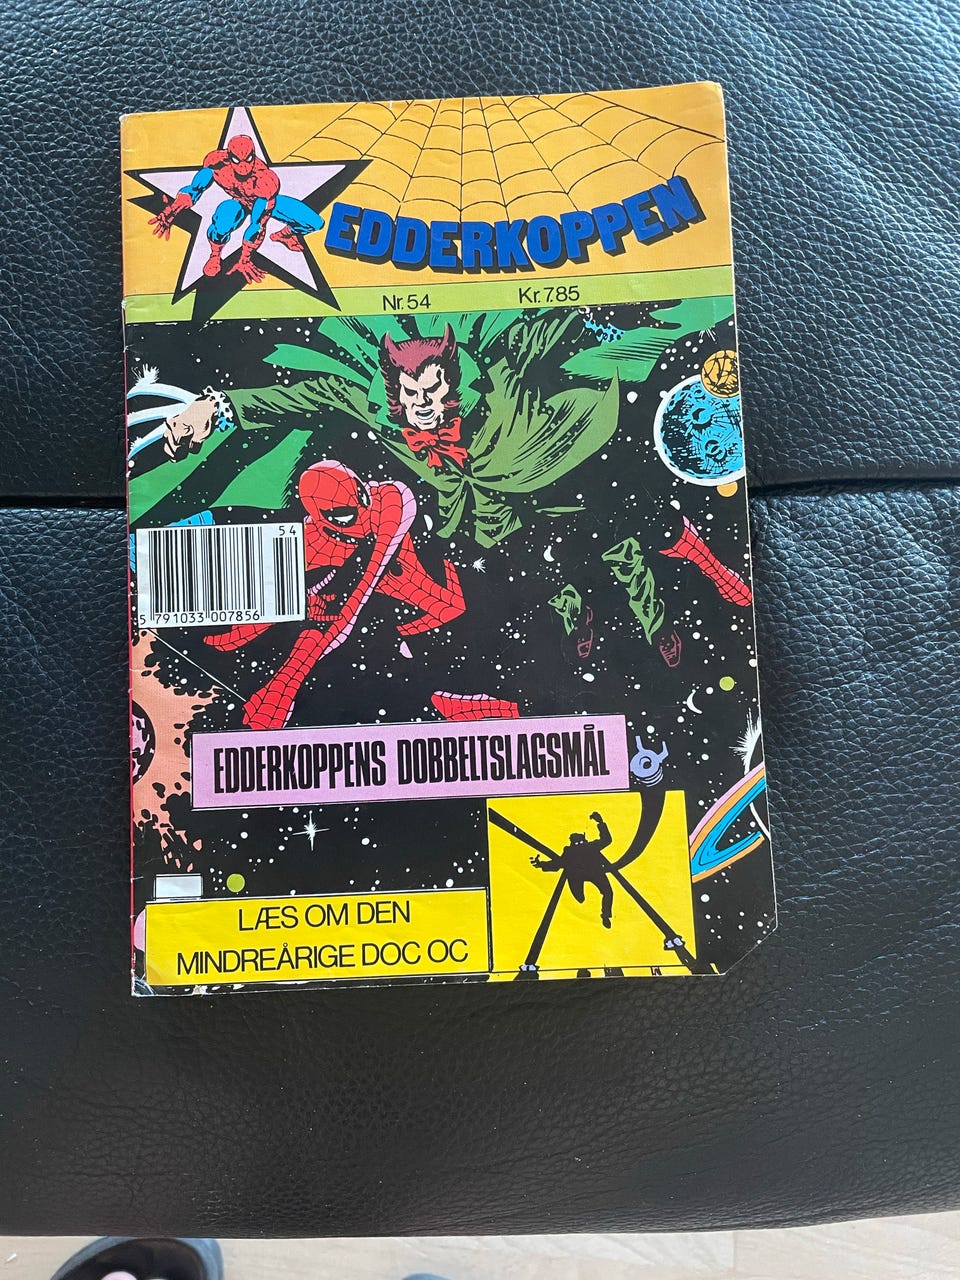 EDDERKOPPEN
Nr. 54 Kr. 7.85
54
5 791033 007856
EDDERKOPPENS DOBBELTSLAGSMÅL
LÆS OM DEN
MINDREÅRIGE DOC OC